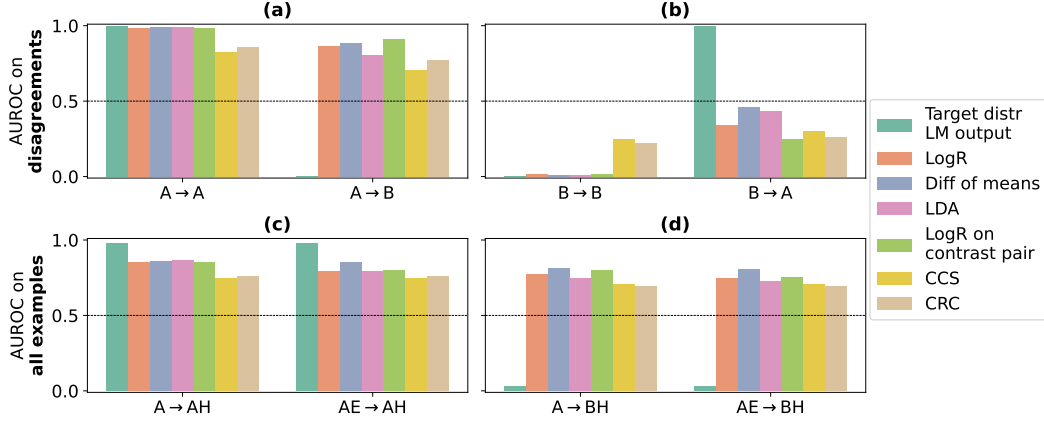 (a)
(b)
AUROC on
disagreements
1.0
0.5
0.0
A→A
A→B
B→B
B→A
(c)
(d)
AUROC on
all examples
1.0
0.5
0.0
A→AH
AE→AH
A→BH
AE→BH
Target distr
LM output
LogR
Diff of means
LDA
LogR on
contrast pair
CCS
CRC